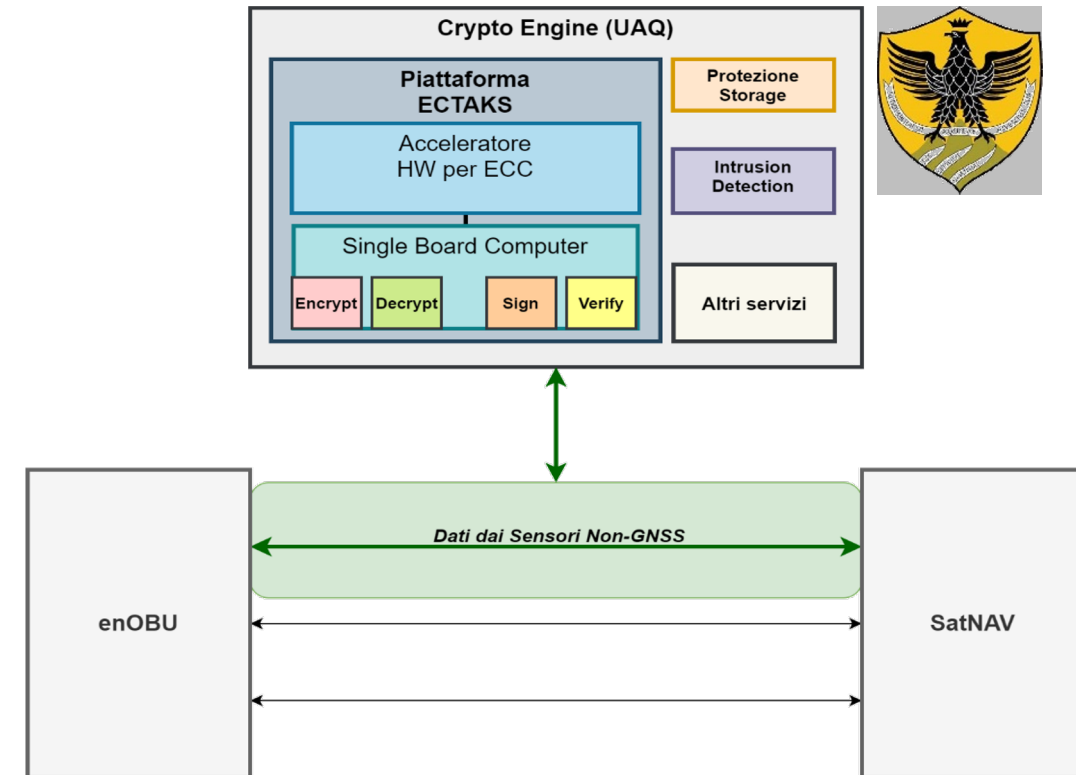 Crypto Engine (UAQ)
Piattaforma
ECTAKS
Acceleratore
HW per ECC
Single Board Computer
Encrypt
Decrypt
Sign
Verify
Protezione
Storage
Intrusion
Detection
Altri servizi
Dati dai Sensori Non-GNSS
enOBU
SatNAV